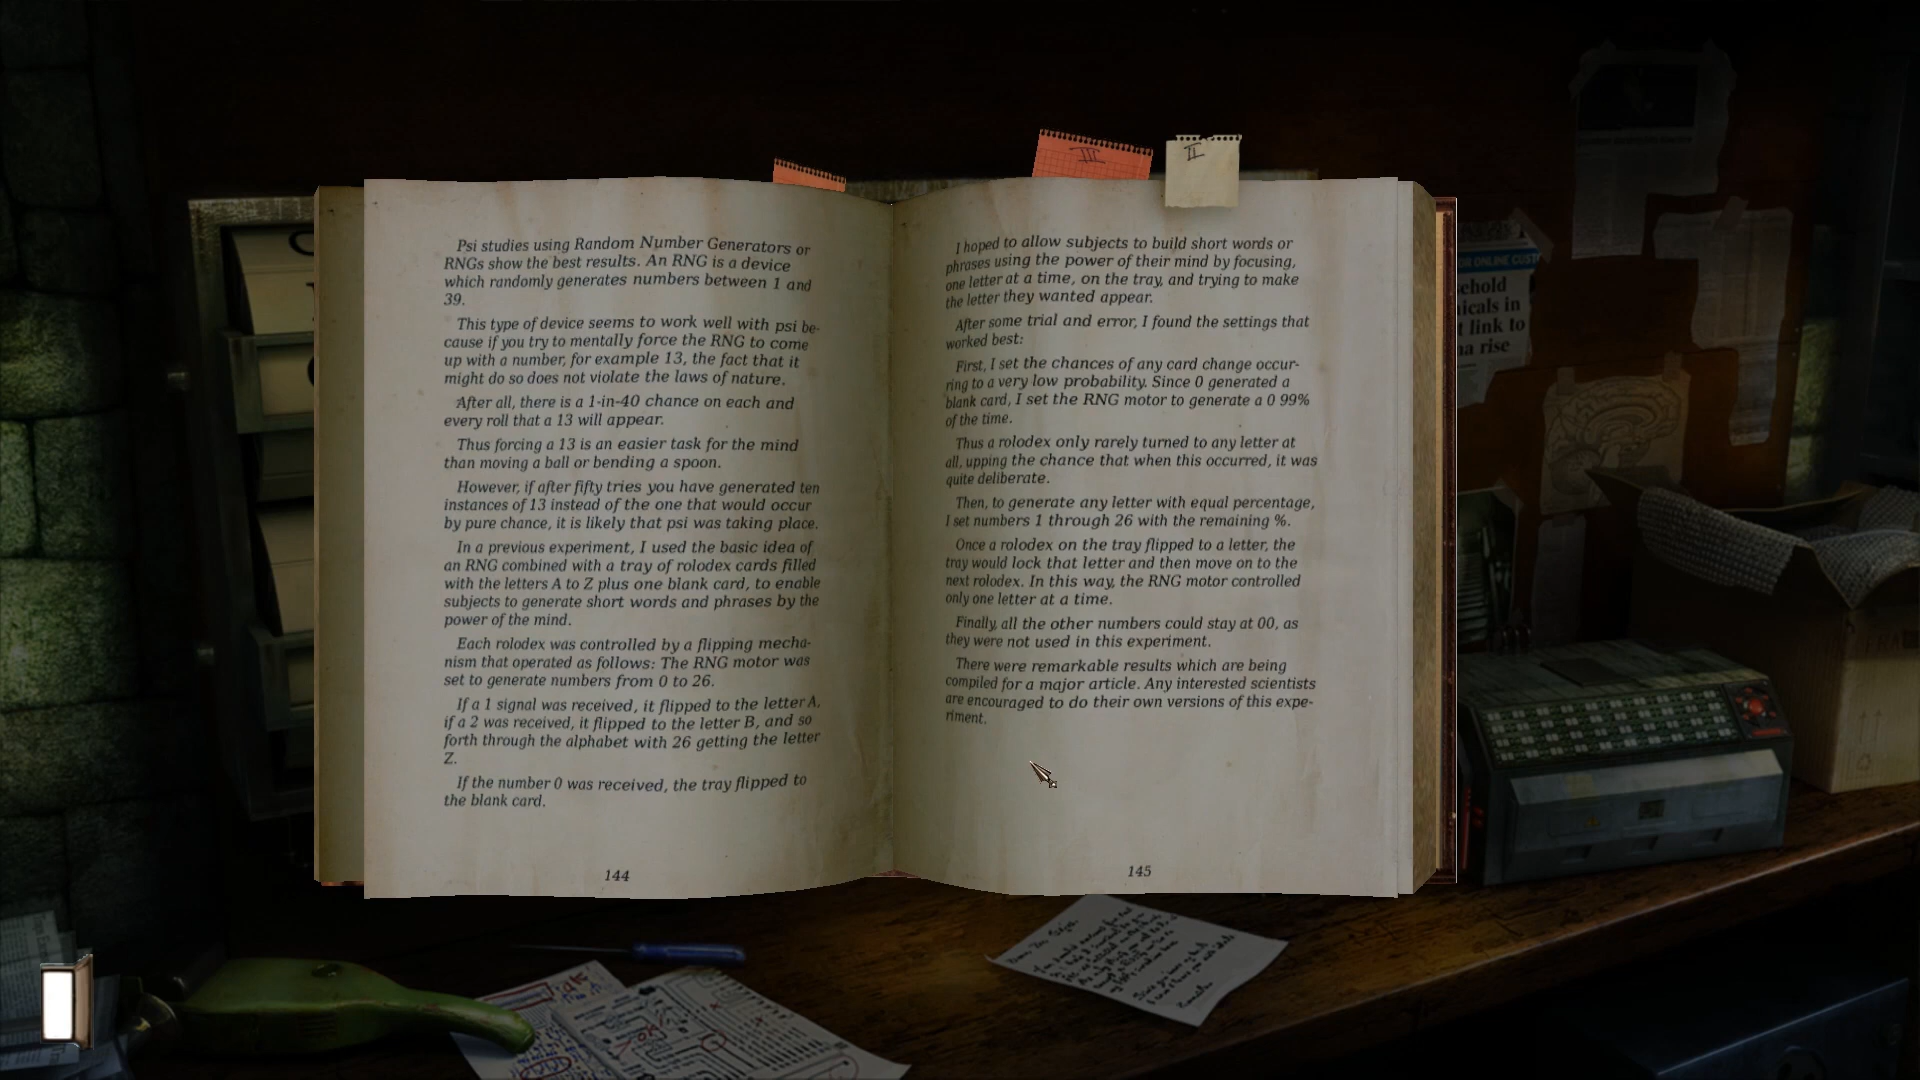 III
II
Psi studies using Random Number Generators or
RNGs show the best results. An RNG is a device
which randomly generates numbers between 1 and
39.
This type of device seems to work well with psi be-
cause if you try to mentally force the RNG to come
up with a number, for example 13, the fact that it
might do so does not violate the laws of nature.
After all, there is a 1-in-40 chance on each and
every roll that a 13 will appear.
Thus forcing a 13 is an easier task for the mind
than moving a ball or bending a spoon.
However, if after fifty tries you have generated ten
instances of 13 instead of the one that would occur
by pure chance, it is likely that psi was taking place.
In a previous experiment, I used the basic idea of
an RNG combined with a tray of rolodex cards filled
with the letters A to Z plus one blank card, to enable
subjects to generate short words and phrases by the
power of the mind.
Each rolodex was controlled by a flipping mecha-
nism that operated as follows: The RNG motor was
set to generate numbers from 0 to 26.
If a 1 signal was received, it flipped to the letter A,
if a 2 was received, it flipped to the letter B, and so
forth through the alphabet with 26 getting the letter
Z.
If the number 0 was received, the tray flipped to
the blank card.
144
I hoped to allow subjects to build short words or
phrases using the power of their mind by focusing,
one letter at a time, on the tray, and trying to make
the letter they wanted appear.
After some trial and error, I found the settings that
worked best:
First, I set the chances of any card change occur-
ring to a very low probability. Since 0 generated a
blank card, I set the RNG motor to generate a 0 99%
of the time.
Thus a rolodex only rarely turned to any letter at
all, upping the chance that when this occurred, it was
quite deliberate.
Then, to generate any letter with equal percentage,
I set numbers 1 through 26 with the remaining %.
Once a rolodex on the tray flipped to a letter, the
tray would lock that letter and then move on to the
next rolodex. In this way, the RNG motor controlled
only one letter at a time.
Finally, all the other numbers could stay at 00, as
they were not used in this experiment.
There were remarkable results which are being
compiled for a major article. Any interested scientists
are encouraged to do their own versions of this expe-
riment.
145
sehold
icals in
t link to
na rise